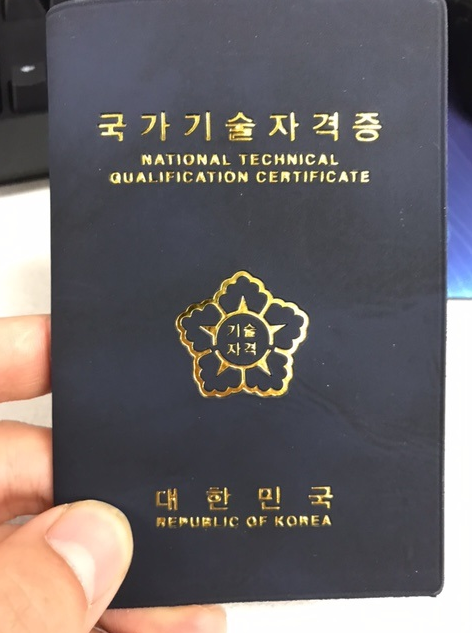 국가기술자격증
NATIONAL TECHNICAL
QUALIFICATION CERTIFICATE
기술
자격
대한민국
REPUBLIC OF KOREA